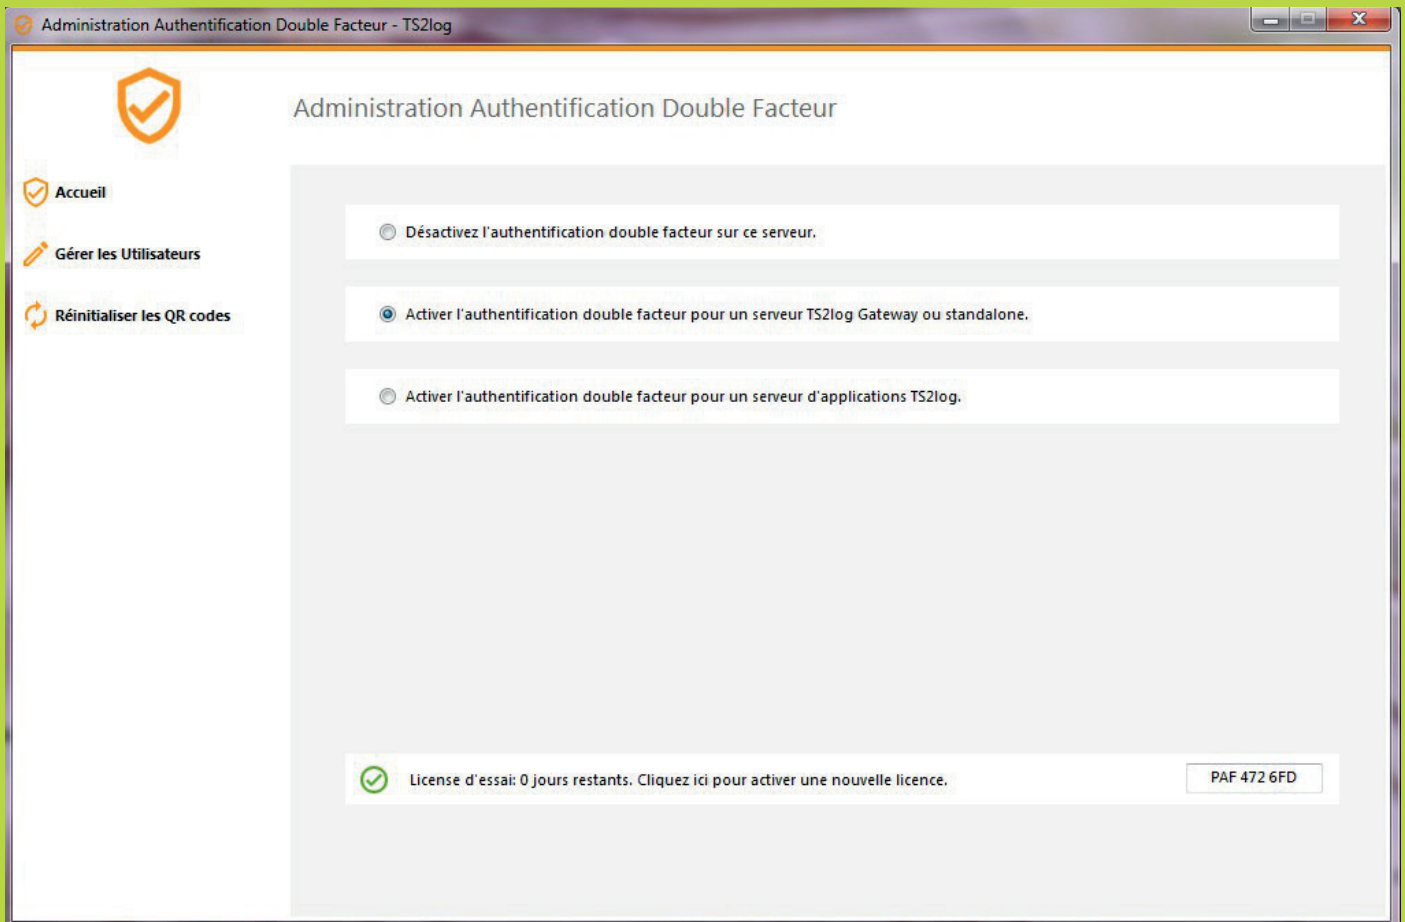 Administration Authentification Double Facteur - TS2log
Administration Authentification Double Facteur
Accueil
Gérer les Utilisateurs
Réinitialiser les QR codes
Désactivez l'authentification double facteur sur ce serveur.
Activer l'authentification double facteur pour un serveur TS2log Gateway ou standalone.
Activer l'authentification double facteur pour un serveur d'applications TS2log.
License d'essai: 0 jours restants. Cliquez ici pour activer une nouvelle licence.
PAF 472 6FD